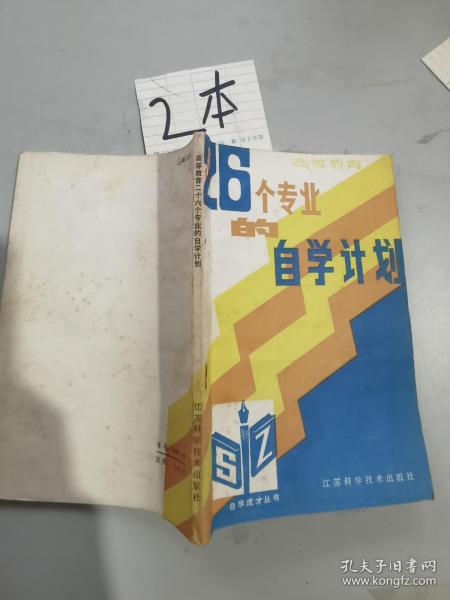 2本
高等教育
26个专业
的
自学计划
SZ
自学成才丛书
江苏科学技术出版社
高等教育二十六个专业的自学计划
江苏科学技术出版社
孔夫子旧书网
www.kongfz.com